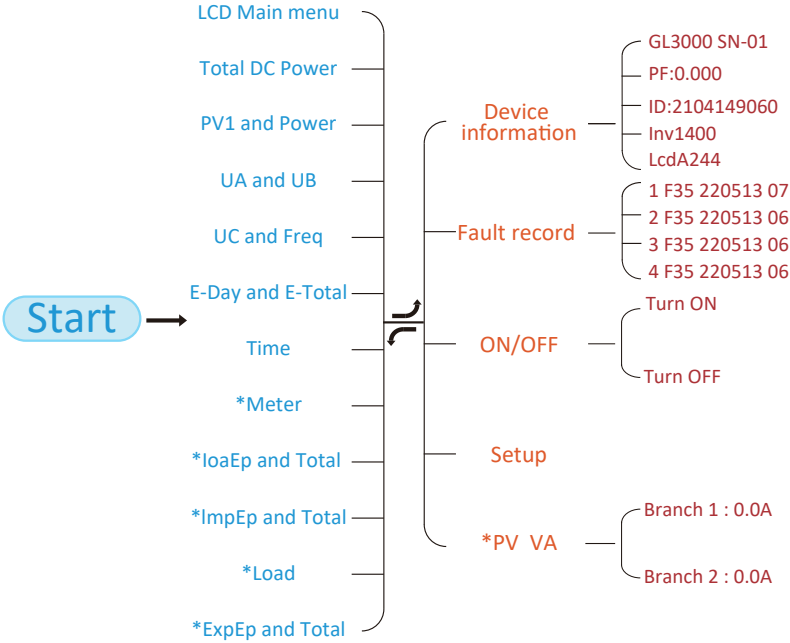 Start
LCD Main menu
Total DC Power
PV1 and Power
UA and UB
UC and Freq
E-Day and E-Total
Time
*Meter
*IoaEp and Total
*ImpEp and Total
*Load
*ExpEp and Total
Device
information
Fault record
ON/OFF
Setup
*PV VA
GL3000 SN-01
PF:0.000
ID:2104149060
Inv1400
LcdA244
1 F35 220513 07
2 F35 220513 06
3 F35 220513 06
4 F35 220513 06
Turn ON
Turn OFF
Branch 1 : 0.0A
Branch 2 : 0.0A